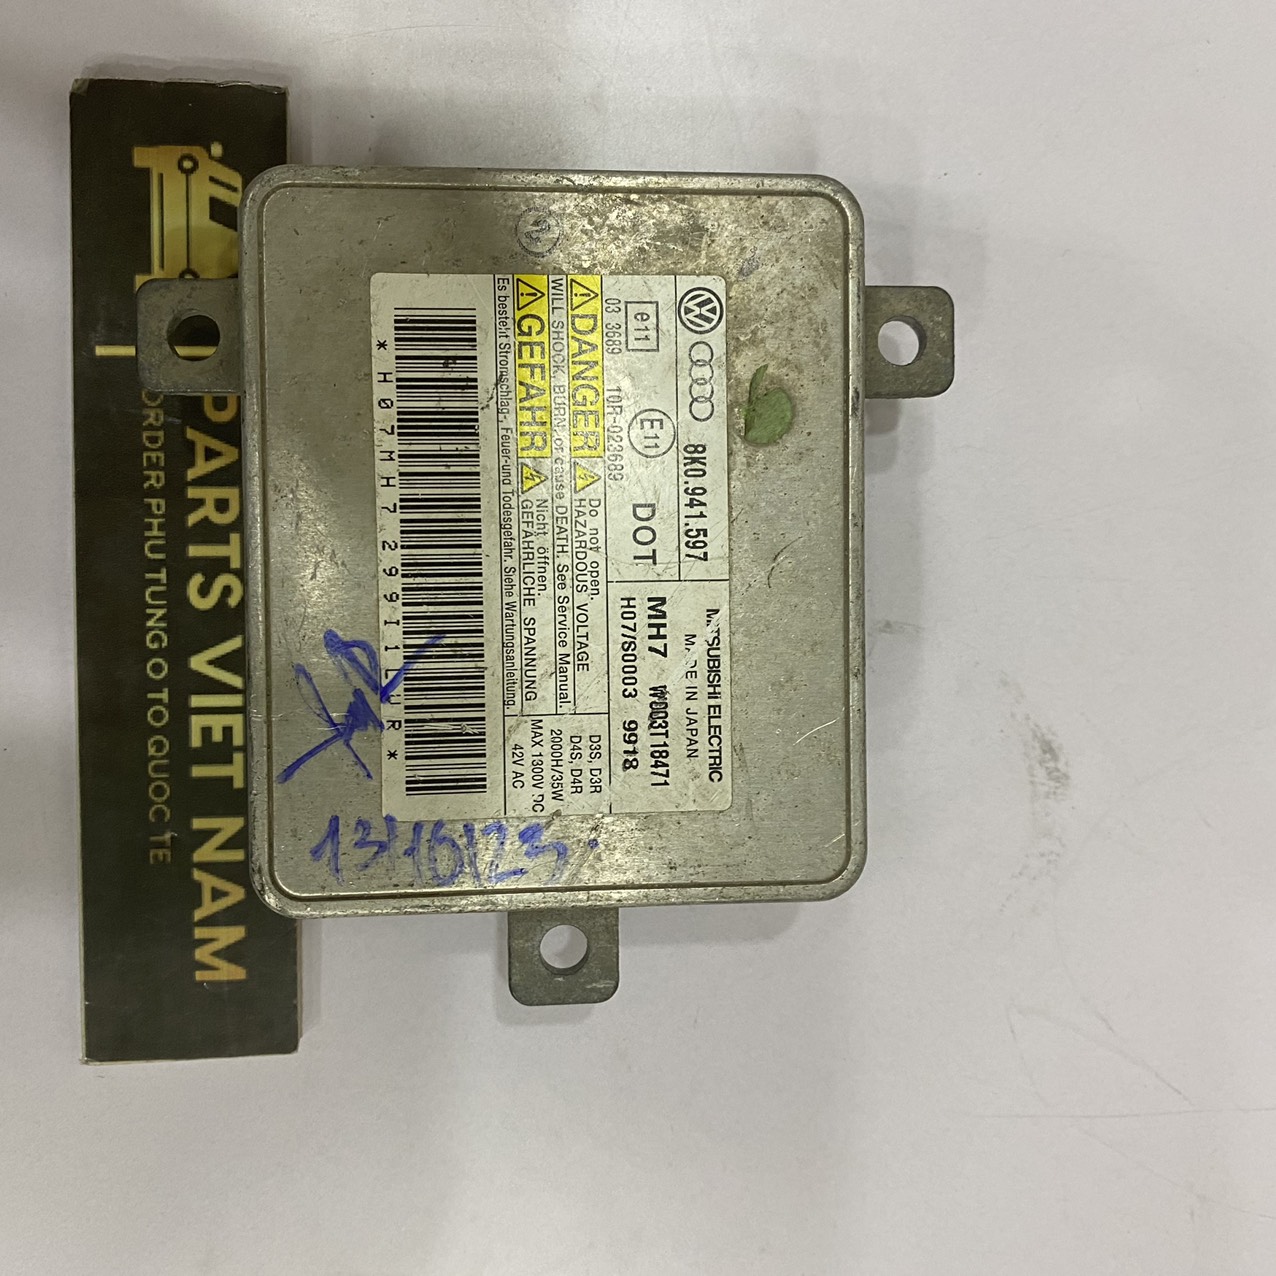 8K0.941.597
MITSUBISHI ELECTRIC
MADE IN JAPAN
e11
E11
DOT
03 3689
10R-023689
MH7 W003T18471
H07/S0003 9918
DANGER
Do not open.
HAZARDOUS VOLTAGE
WILL SHOCK, BURN, or cause DEATH. See Service Manual.
GEFAHR
Nicht öffnen.
GEFÄHRLICHE SPANNUNG
Es besteht Stromschlag-, Feuer-und Todesgefahr. Siehe Wartungsanleitung.
D3S, D3R
D4S, D4R
2000H/35W
MAX 1300V DC
42V AC
13/10/23
PARTS VIET NAM
ORDER PHU TUNG O TO QUOC TE